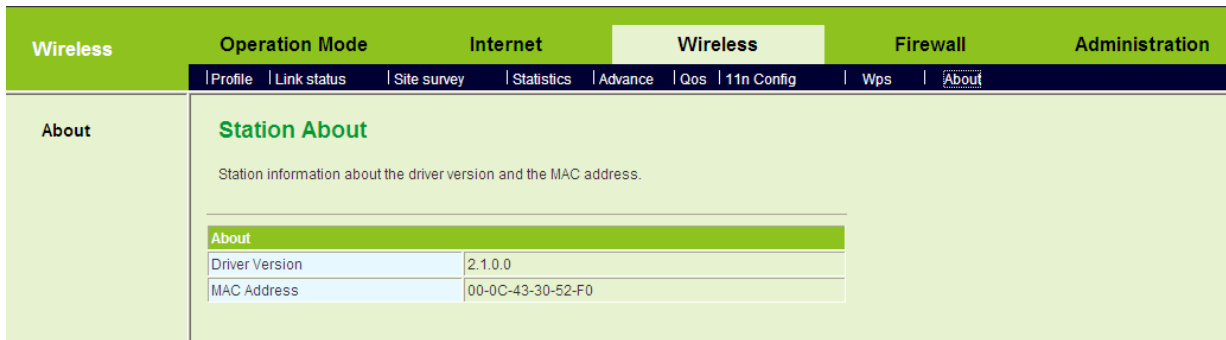 Wireless
Operation Mode Internet Wireless Firewall Administration
Profile Link status Site survey Statistics Advance Qos 11n Config Wps About
About
Station About
Station information about the driver version and the MAC address.
About
Driver Version 2.1.0.0
MAC Address 00-0C-43-30-52-F0